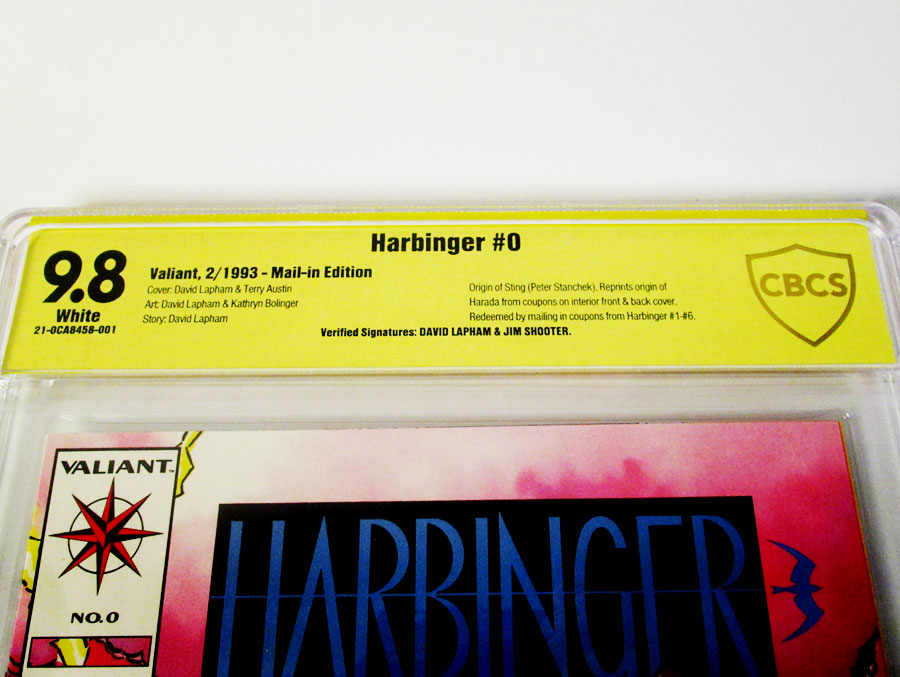 Harbinger #0
9.8
White
21-0CA8458-001
Valiant, 2/1993 - Mail-in Edition
Cover: David Lapham & Terry Austin
Art: David Lapham & Kathryn Bolinger
Story: David Lapham
Origin of Sting (Peter Stanchek). Reprints origin of
Harada from coupons on interior front & back cover.
Redeemed by mailing in coupons from Harbinger #1-#6.
Verified Signatures: DAVID LAPHAM & JIM SHOOTER.
CBCS
VALIANT™
NO. 0
HARBINGER